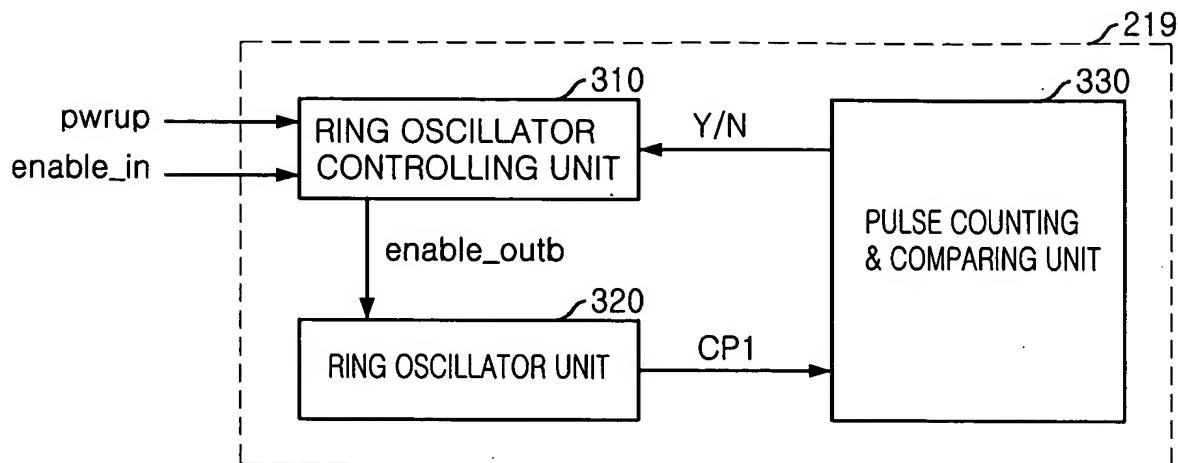 219
310
330
pwrup
enable_in
RING OSCILLATOR
CONTROLLING UNIT
Y/N
PULSE COUNTING
& COMPARING UNIT
enable_outb
320
RING OSCILLATOR UNIT
CP1